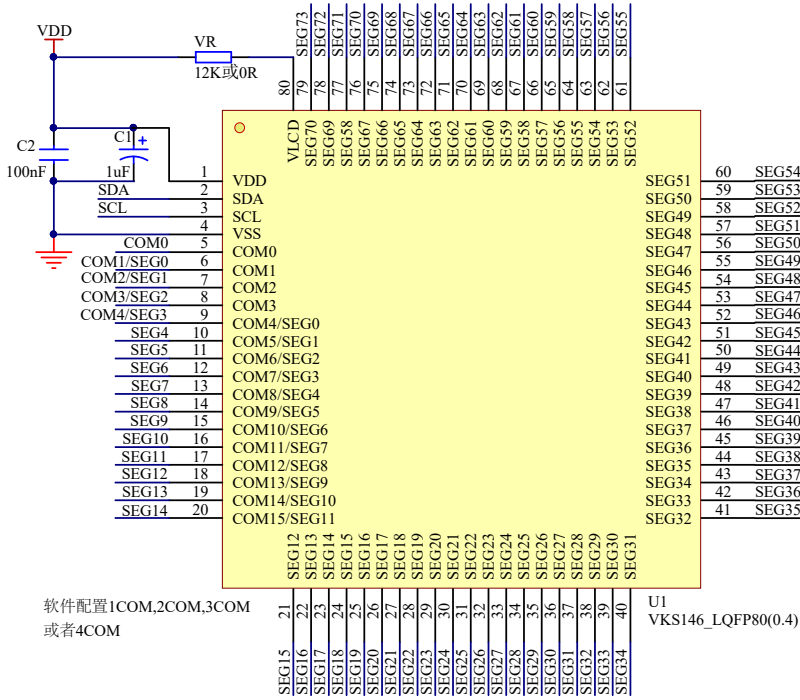 VDD
VR
12K或0R
SEG73
SEG72
SEG71
SEG70
SEG69
SEG68
SEG67
SEG66
SEG65
SEG64
SEG63
SEG62
SEG61
SEG60
SEG59
SEG58
SEG57
SEG56
SEG55
80
79
78
77
76
75
74
73
72
71
70
69
68
67
66
65
64
63
62
61
VLCD
SEG70
SEG69
SEG58
SEG67
SEG66
SEG65
SEG64
SEG63
SEG62
SEG61
SEG60
SEG59
SEG58
SEG57
SEG56
SEG55
SEG54
SEG53
SEG52
C2
100nF
C1
+
1uF
1 VDD
SDA 2 SDA
SCL 3 SCL
4 VSS
COM0 5 COM0
COM1/SEG0 6 COM1
COM2/SEG1 7 COM2
COM3/SEG2 8 COM3
COM4/SEG3 9 COM4/SEG0
SEG4 10 COM5/SEG1
SEG5 11 COM6/SEG2
SEG6 12 COM7/SEG3
SEG7 13 COM8/SEG4
SEG8 14 COM9/SEG5
SEG9 15 COM10/SEG6
SEG10 16 COM11/SEG7
SEG11 17 COM12/SEG8
SEG12 18 COM13/SEG9
SEG13 19 COM14/SEG10
SEG14 20 COM15/SEG11
SEG51 60 SEG54
SEG50 59 SEG53
SEG49 58 SEG52
SEG48 57 SEG51
SEG47 56 SEG50
SEG46 55 SEG49
SEG45 54 SEG48
SEG44 53 SEG47
SEG43 52 SEG46
SEG42 51 SEG45
SEG41 50 SEG44
SEG40 49 SEG43
SEG39 48 SEG42
SEG38 47 SEG41
SEG37 46 SEG40
SEG36 45 SEG39
SEG35 44 SEG38
SEG34 43 SEG37
SEG33 42 SEG36
SEG32 41 SEG35
SEG12
SEG13
SEG14
SEG15
SEG16
SEG17
SEG18
SEG19
SEG20
SEG21
SEG22
SEG23
SEG24
SEG25
SEG26
SEG27
SEG28
SEG29
SEG30
SEG31
21
22
23
24
25
26
27
28
29
30
31
32
33
34
35
36
37
38
39
40
SEG15
SEG16
SEG17
SEG18
SEG19
SEG20
SEG21
SEG22
SEG23
SEG24
SEG25
SEG26
SEG27
SEG28
SEG29
SEG30
SEG31
SEG32
SEG33
SEG34
软件配置1COM,2COM,3COM
或者4COM
U1
VKS146_LQFP80(0.4)